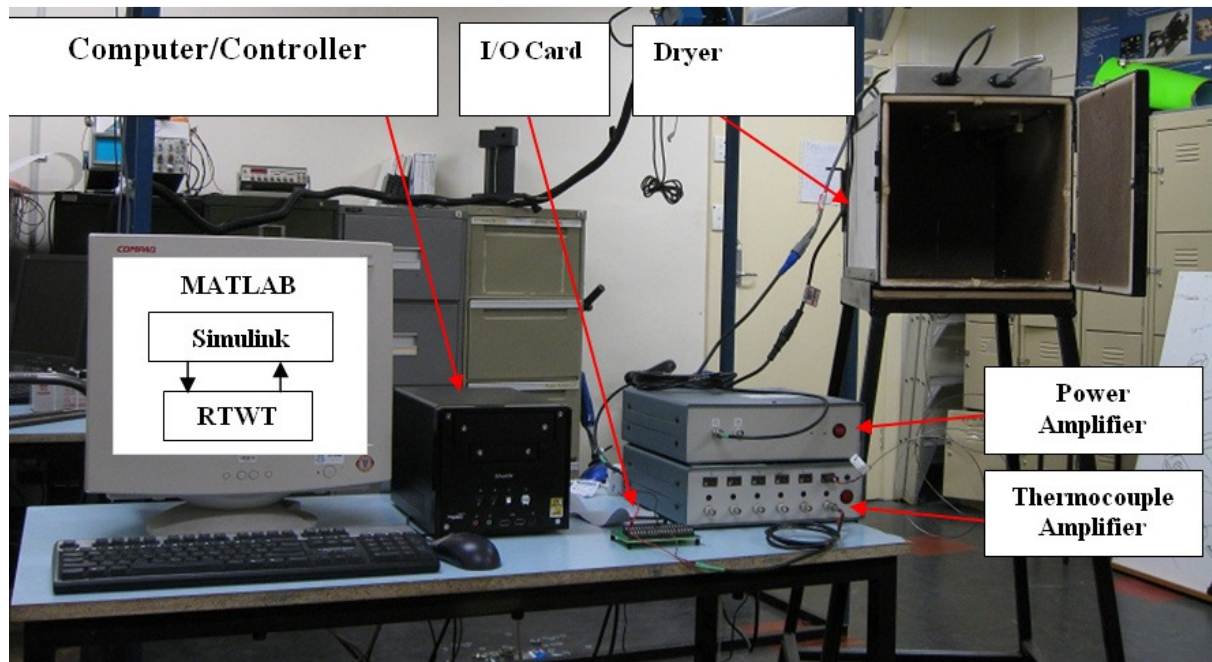 Computer/Controller
I/O Card
Dryer
COMPAQ
MATLAB
Simulink
RTWT
Power
Amplifier
Thermocouple
Amplifier